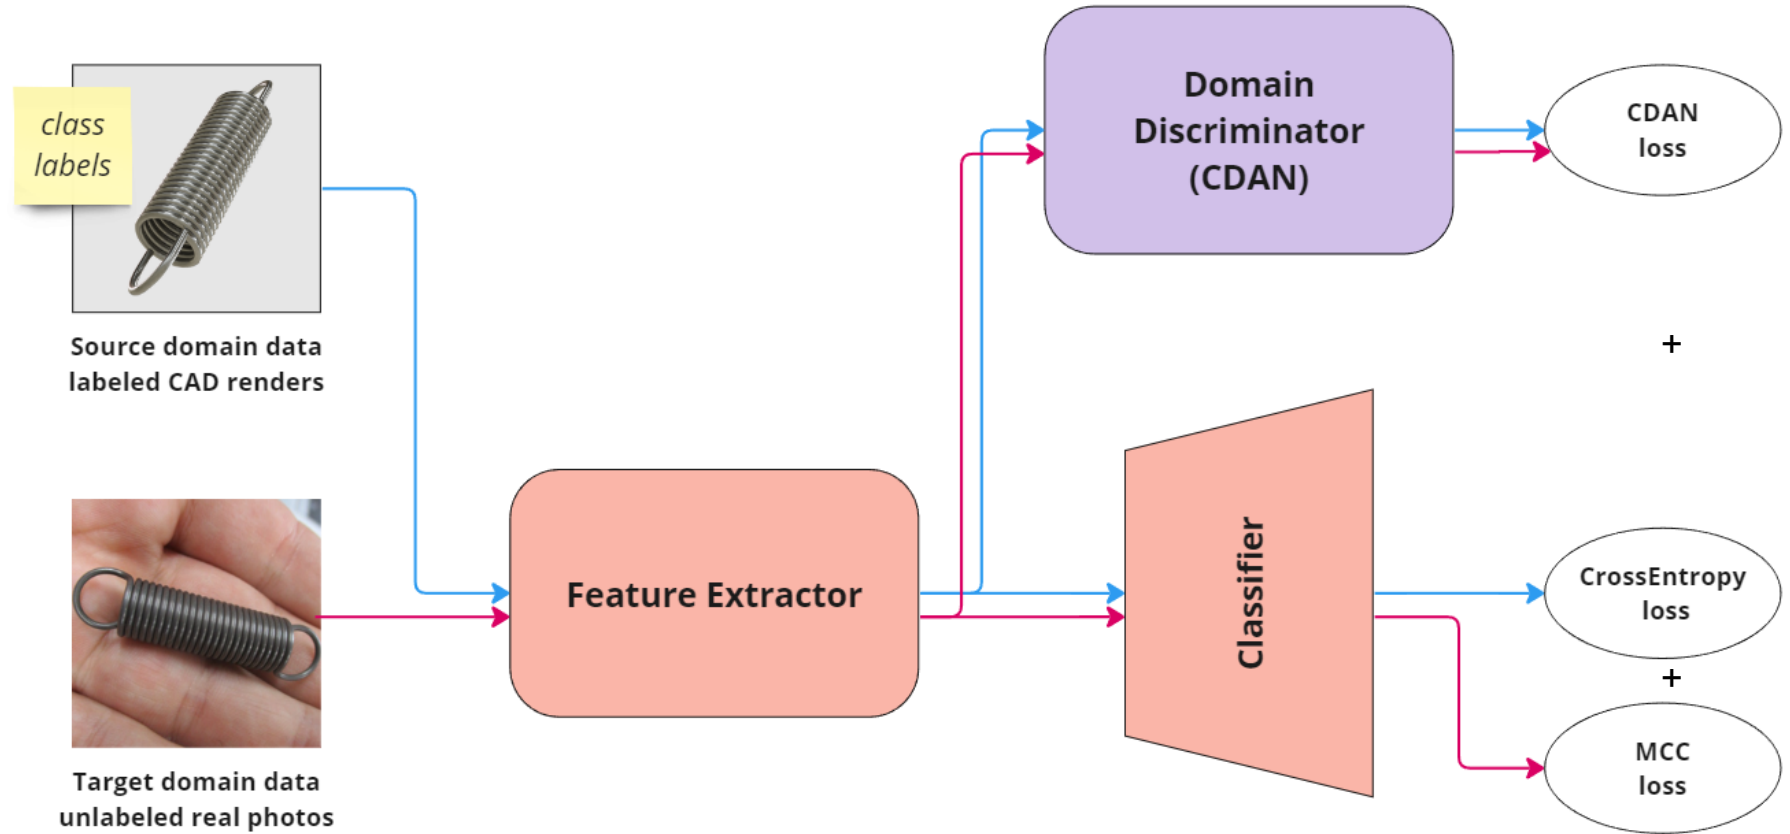 class
labels
Source domain data
labeled CAD renders
Target domain data
unlabeled real photos
Feature Extractor
Domain
Discriminator
(CDAN)
Classifier
CDAN
loss
+
CrossEntropy
loss
+
MCC
loss